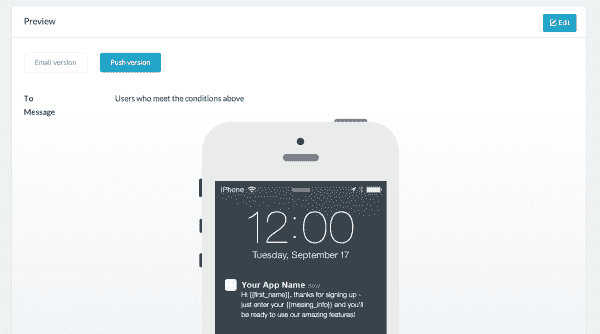 Preview
Edit
Email version
Push version
To
Users who meet the conditions above
Message
iPhone
12:00
Tuesday, September 17
Your App Name now
Hi {{first_name}}, thanks for signing up -
just enter your {{missing_info}} and you'll
be ready to use our amazing features!